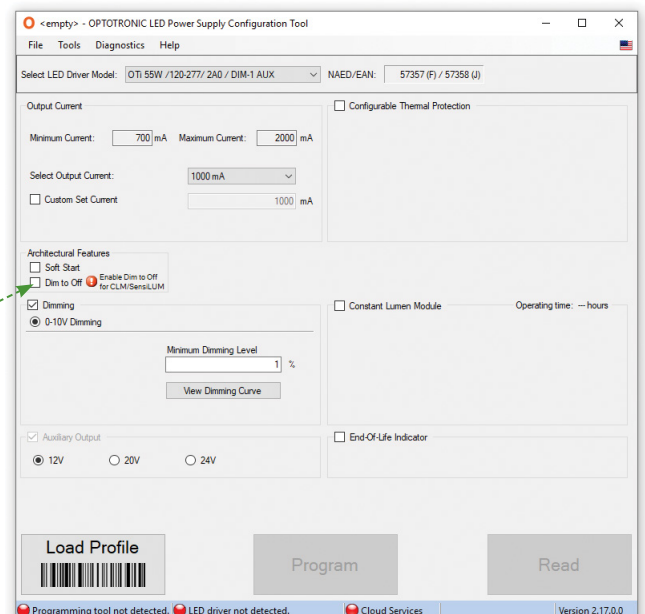 <empty> - OPTOTRONIC LED Power Supply Configuration Tool
File Tools Diagnostics Help
Select LED Driver Model: OTi 55W /120-277/ 2A0 / DIM-1 AUX NAED/EAN: 57357 (F) / 57358 (J)
Output Current
Configurable Thermal Protection
Minimum Current: 700 mA Maximum Current: 2000 mA
Select Output Current: 1000 mA
Custom Set Current 1000 mA
Architectural Features
Soft Start
Dim to Off Enable Dim to Off
for CLM/SensiLUM
Dimming
Constant Lumen Module Operating time: --- hours
0-10V Dimming
Minimum Dimming Level
1 %
View Dimming Curve
Auxiliary Output
End-Of-Life Indicator
12V 20V 24V
Load Profile
Program
Read
Programming tool not detected. LED driver not detected. Cloud Services Version 2.17.0.0